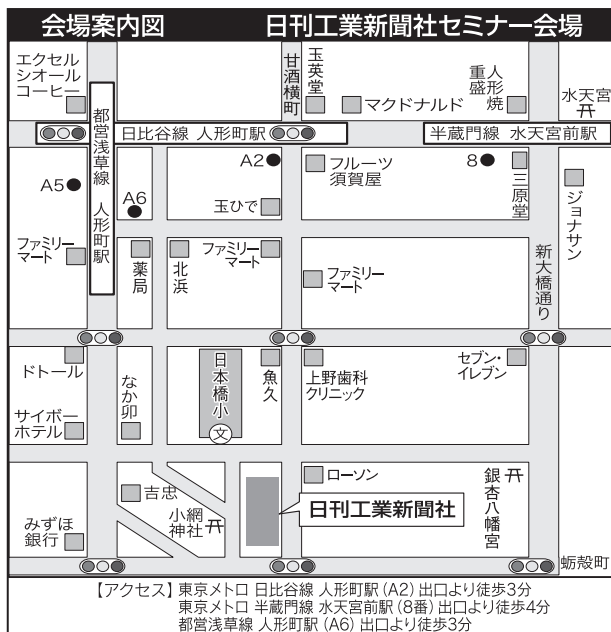 会場案内図 日刊工業新聞社セミナー会場
エクセル
シオール
コーヒー
都営浅草線 人形町駅
甘酒横町
玉英堂
マクドナルド
人形焼
重盛
水天宮
日比谷線 人形町駅
半蔵門線 水天宮前駅
A5
A6
A2
フルーツ
須賀屋
8
三原堂
ジョナサン
玉ひで
ファミリー
マート
薬局
北浜
ファミリー
マート
ファミリー
マート
新大橋通り
ドトール
なか卯
日本橋小
文
魚久
上野歯科
クリニック
セブン・
イレブン
サイボー
ホテル
吉忠
小網
神社
ローソン
日刊工業新聞社
銀杏八幡宮
みずほ
銀行
蛎殻町
【アクセス】東京メトロ 日比谷線 人形町駅(A2)出口より徒歩3分
東京メトロ 半蔵門線 水天宮前駅(8番)出口より徒歩4分
都営浅草線 人形町駅(A6)出口より徒歩3分